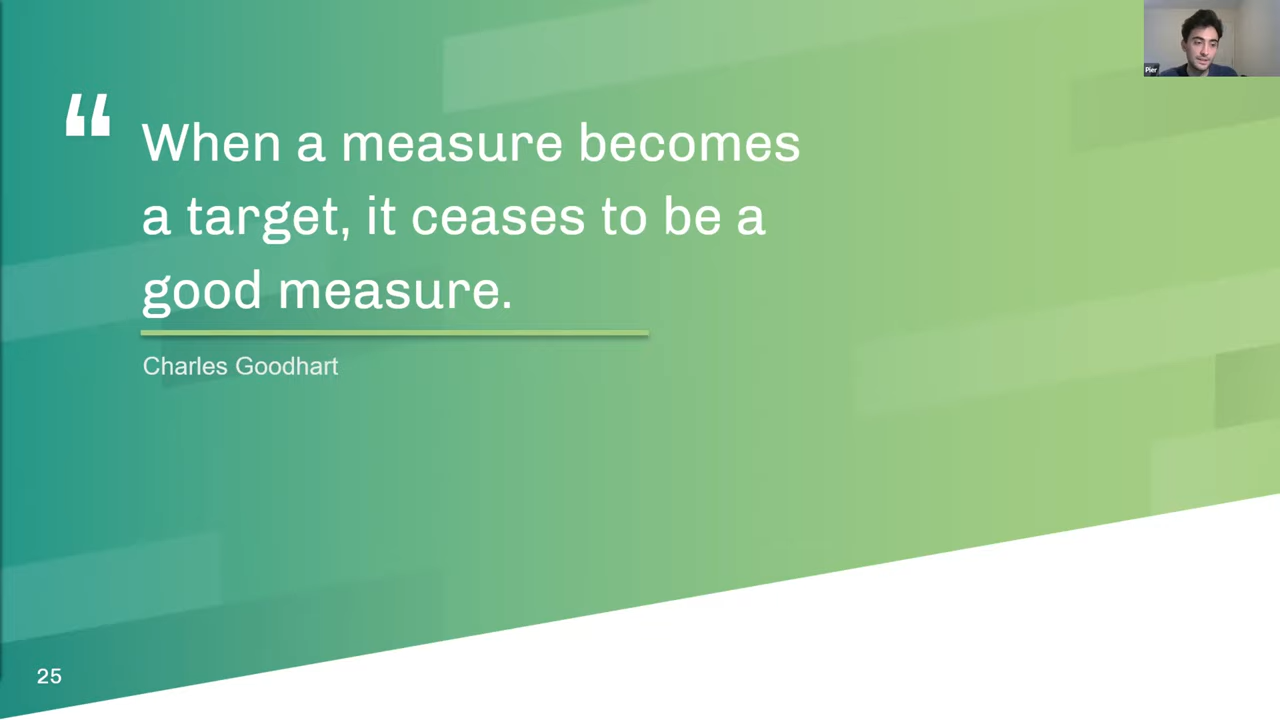 Pier
“
When a measure becomes
a target, it ceases to be a
good measure.
Charles Goodhart
25